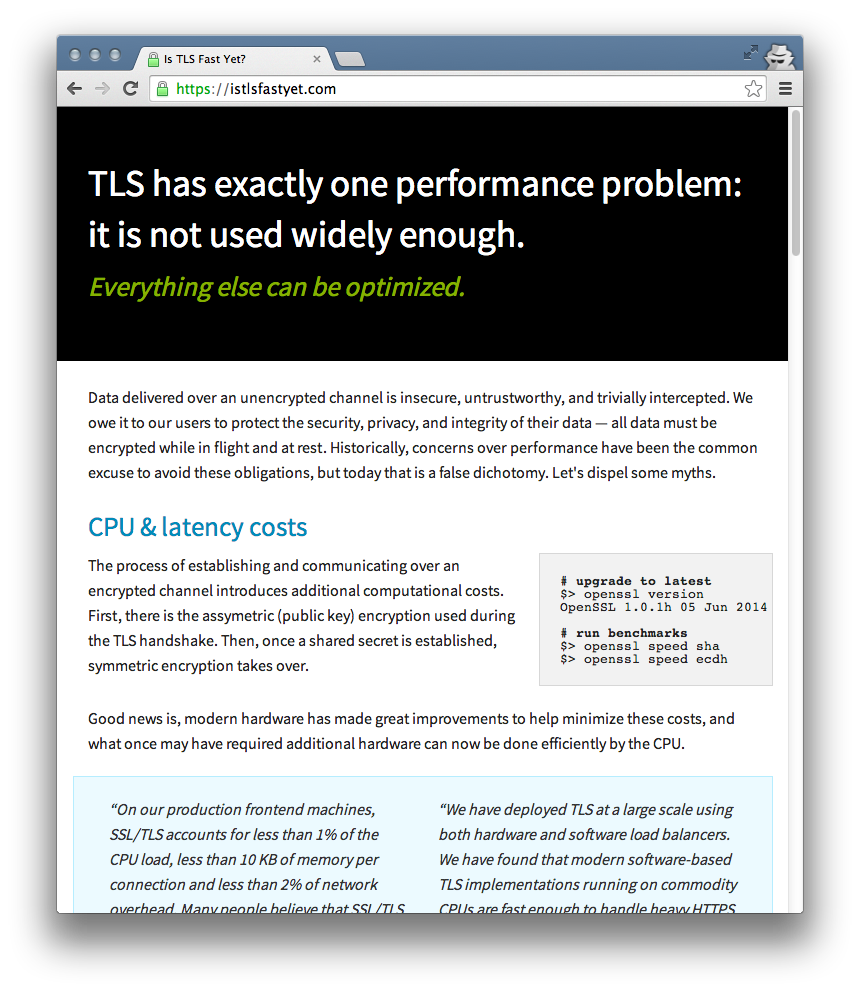 Is TLS Fast Yet?
https://istlsfastyet.com
TLS has exactly one performance problem:
it is not used widely enough.
Everything else can be optimized.
Data delivered over an unencrypted channel is insecure, untrustworthy, and trivially intercepted. We
owe it to our users to protect the security, privacy, and integrity of their data — all data must be
encrypted while in flight and at rest. Historically, concerns over performance have been the common
excuse to avoid these obligations, but today that is a false dichotomy. Let's dispel some myths.
CPU & latency costs
The process of establishing and communicating over an
encrypted channel introduces additional computational costs.
First, there is the assymetric (public key) encryption used during
the TLS handshake. Then, once a shared secret is established,
symmetric encryption takes over.
# upgrade to latest
$> openssl version
OpenSSL 1.0.1h 05 Jun 2014
# run benchmarks
$> openssl speed sha
$> openssl speed ecdh
Good news is, modern hardware has made great improvements to help minimize these costs, and
what once may have required additional hardware can now be done efficiently by the CPU.
“On our production frontend machines,
SSL/TLS accounts for less than 1% of the
CPU load, less than 10 KB of memory per
connection and less than 2% of network
overhead. Many people believe that SSL/TLS
“We have deployed TLS at a large scale using
both hardware and software load balancers.
We have found that modern software-based
TLS implementations running on commodity
CPUs are fast enough to handle heavy HTTPS